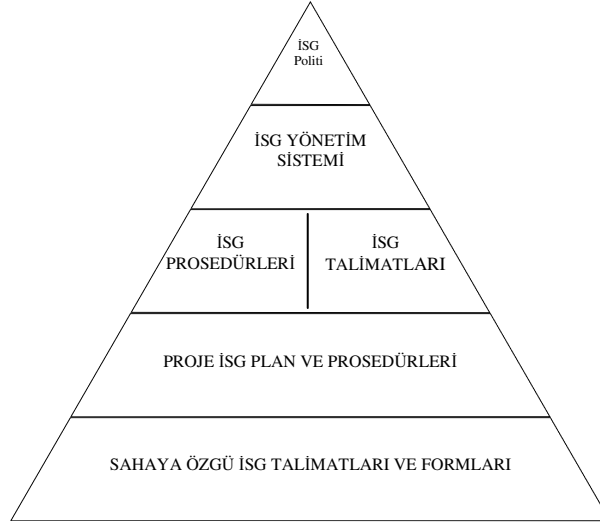 İSG
Politi
İSG YÖNETİM
SİSTEMİ
İSG
PROSEDÜRLERİ
İSG
TALİMATLARI
PROJE İSG PLAN VE PROSEDÜRLERİ
SAHAYA ÖZGÜ İSG TALİMATLARI VE FORMLARI